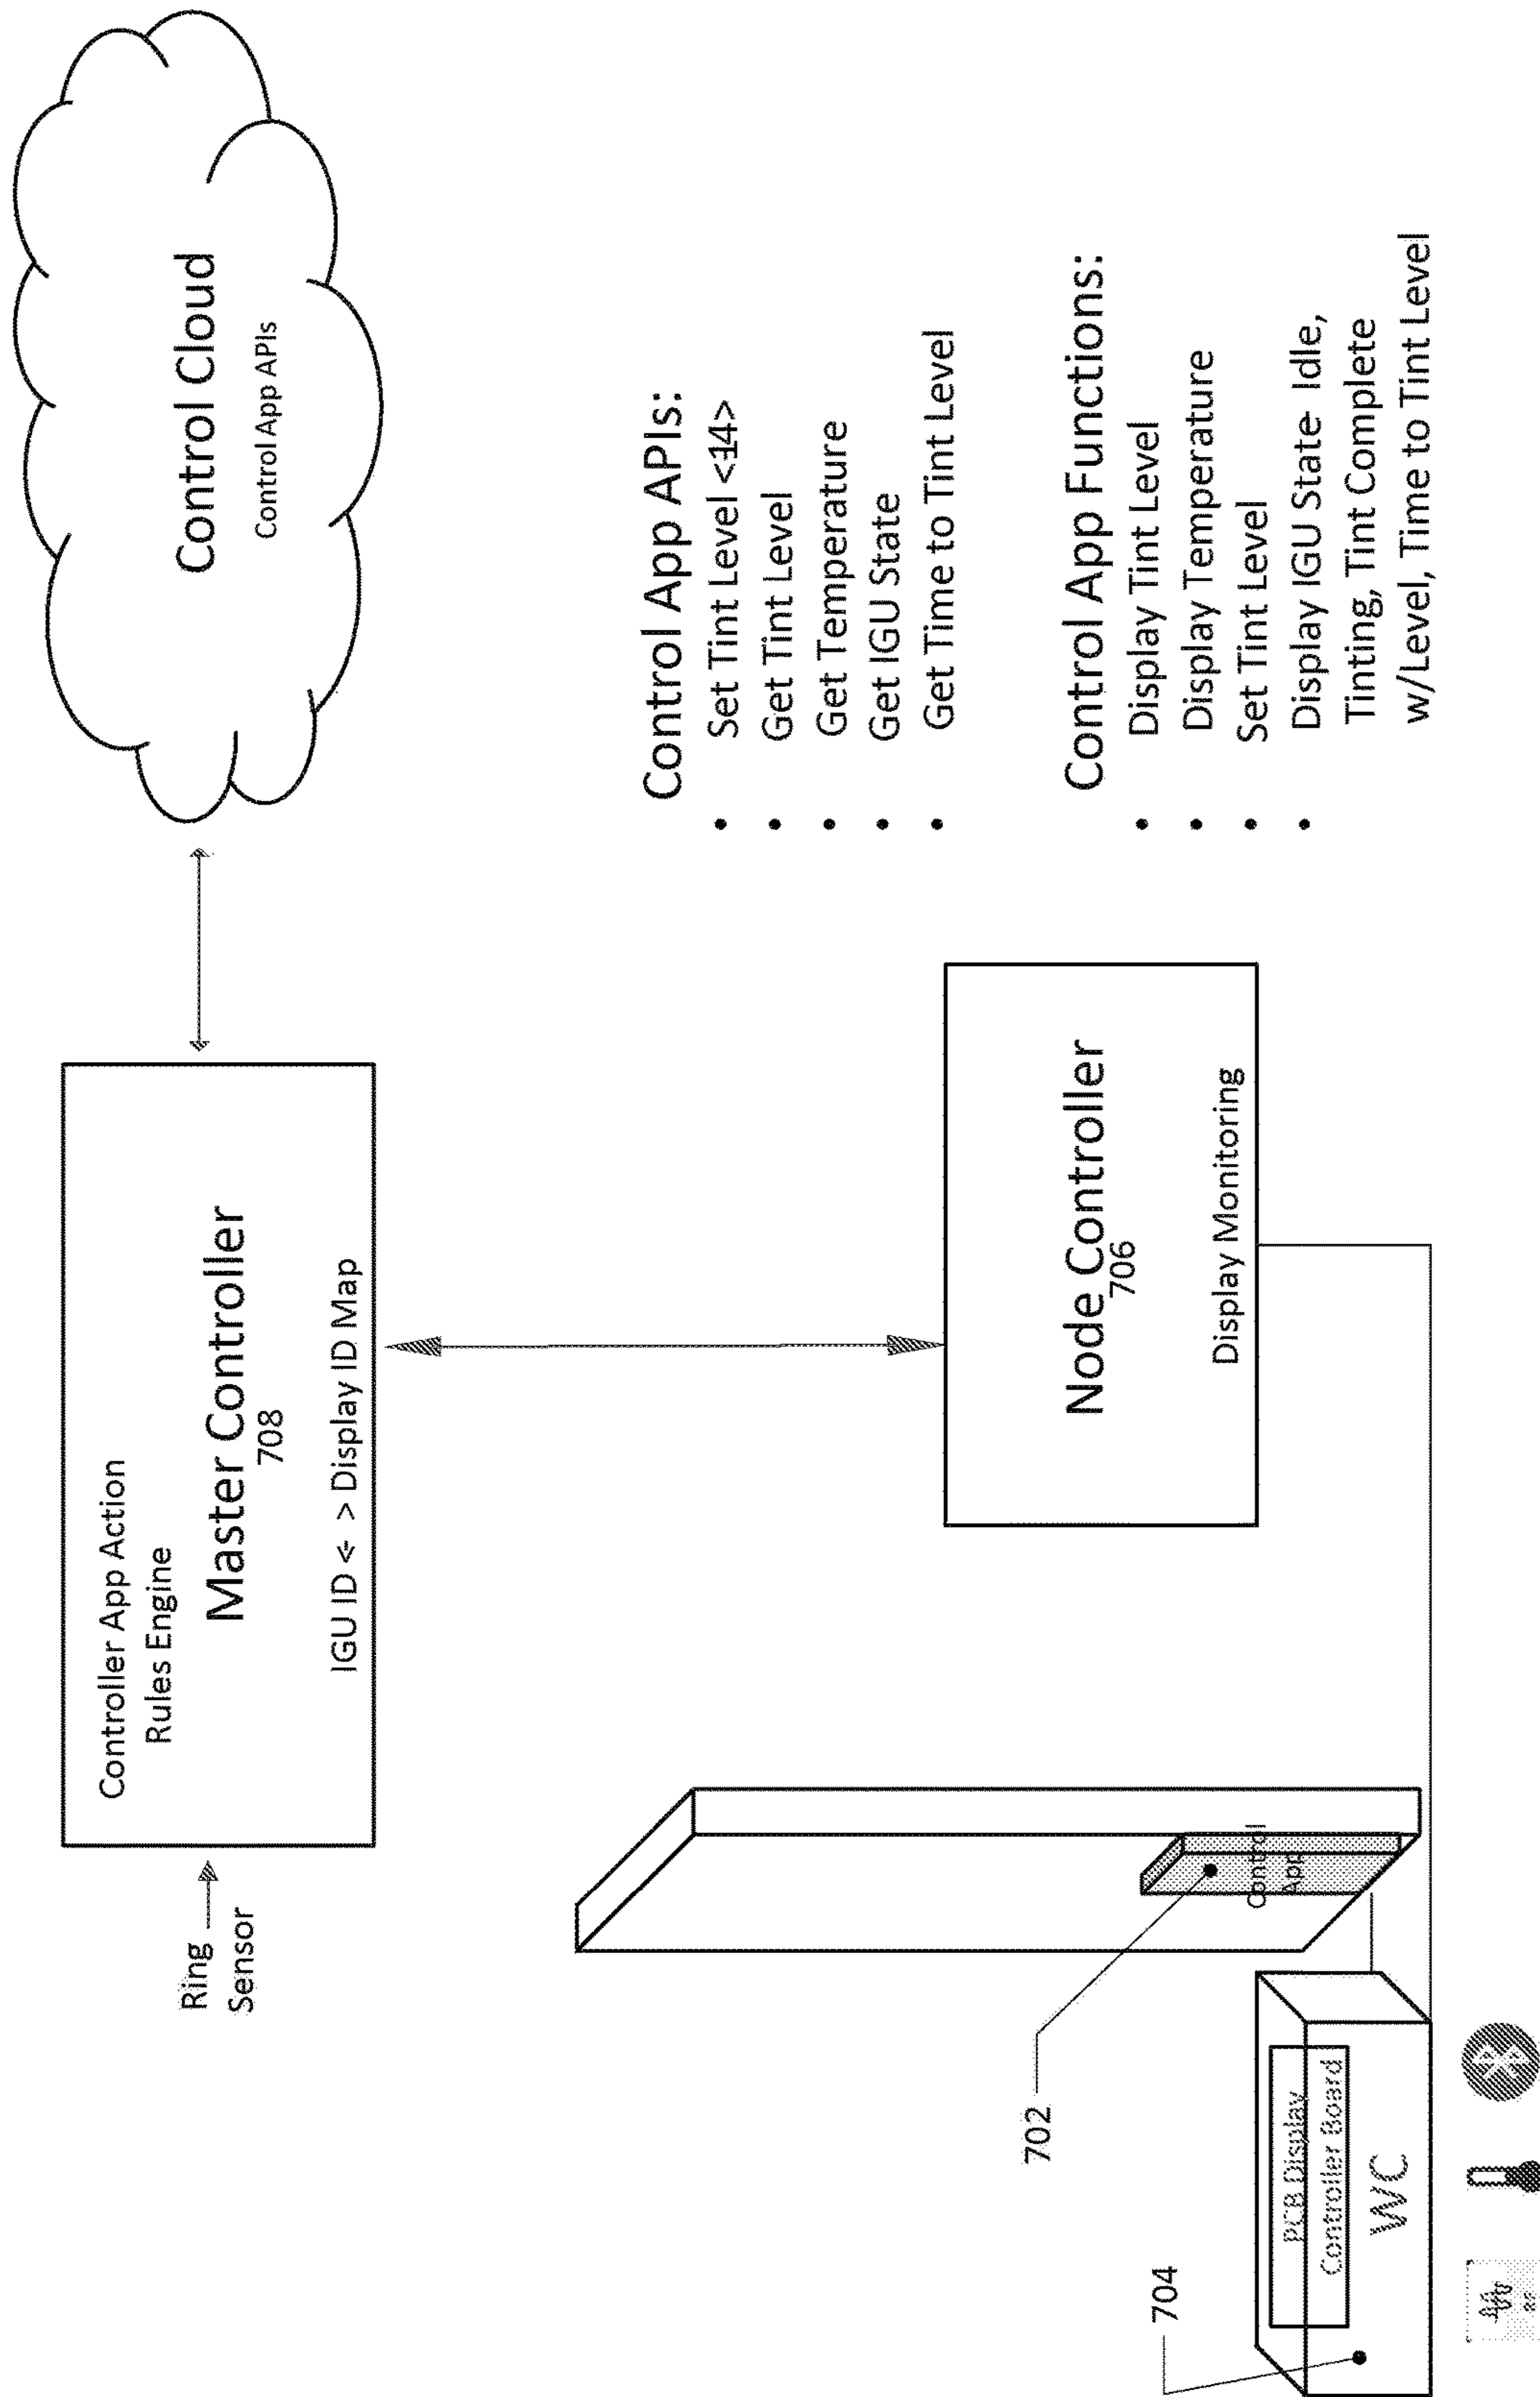 Ring
Sensor
Controller App Action
Rules Engine
Master Controller
708
IGU ID <- > Display ID Map
Control Cloud
Control App APIs
Control App APIs:
• Set Tint Level <14>
• Get Tint Level
• Get Temperature
• Get IGU State
• Get Time to Tint Level
702
Node Controller
706
Display Monitoring
Control App Functions:
• Display Tint Level
• Display Temperature
• Set Tint Level
• Display IGU State- Idle,
Tinting, Tint Complete
w/Level, Time to Tint Level
Control
App
704
PCB Display
Controller Board
WC